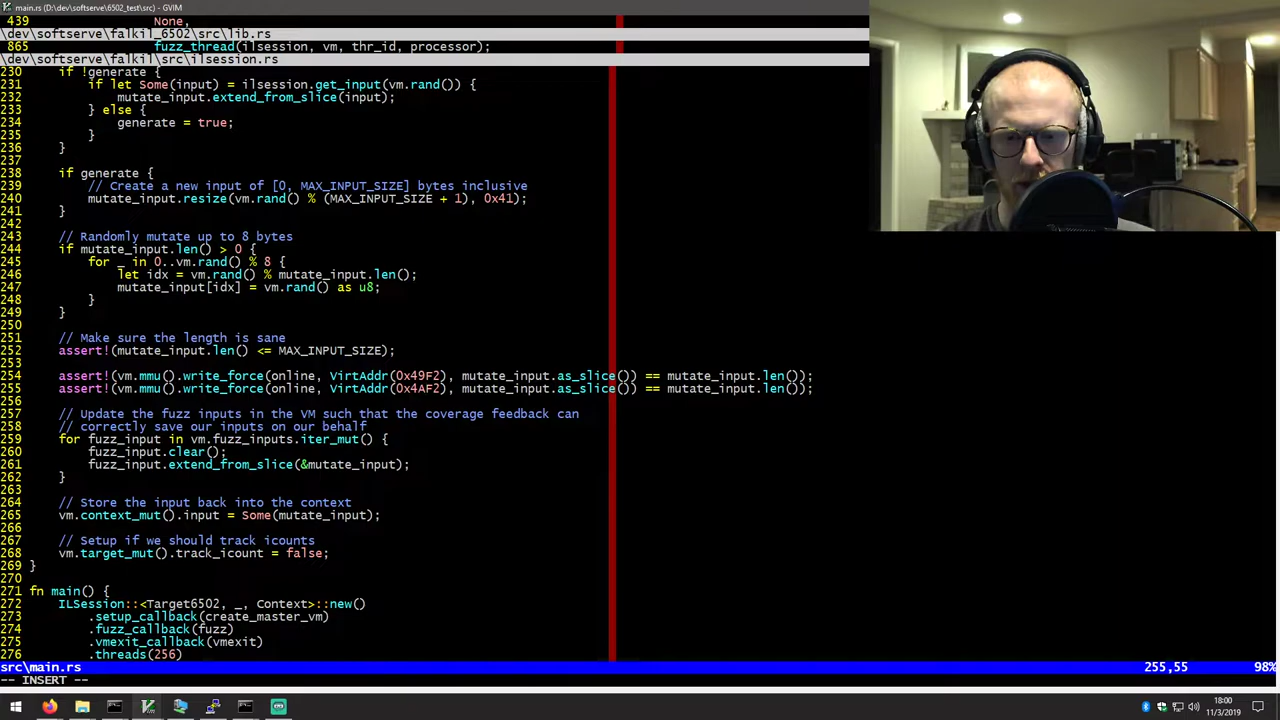 main.rs (D:\dev\softserve\6502_test\src) - GVIM
439 None,
\dev\softserve\falkil_6502\src\lib.rs
865 fuzz_thread(ilsession, vm, thr_id, processor);
\dev\softserve\falkil\src\ilsession.rs
230 if !generate {
231 if let Some(input) = ilsession.get_input(vm.rand()) {
232 mutate_input.extend_from_slice(input);
233 } else {
234 generate = true;
235 }
236 }
237
238 if generate {
239 // Create a new input of [0, MAX_INPUT_SIZE] bytes inclusive
240 mutate_input.resize(vm.rand() % (MAX_INPUT_SIZE + 1), 0x41);
241 }
242
243 // Randomly mutate up to 8 bytes
244 if mutate_input.len() > 0 {
245 for _ in 0..vm.rand() % 8 {
246 let idx = vm.rand() % mutate_input.len();
247 mutate_input[idx] = vm.rand() as u8;
248 }
249 }
250
251 // Make sure the length is sane
252 assert!(mutate_input.len() <= MAX_INPUT_SIZE);
253
254 assert!(vm.mmu().write_force(online, VirtAddr(0x49F2), mutate_input.as_slice()) == mutate_input.len());
255 assert!(vm.mmu().write_force(online, VirtAddr(0x4AF2), mutate_input.as_slice()) == mutate_input.len());
256
257 // Update the fuzz inputs in the VM such that the coverage feedback can
258 // correctly save our inputs on our behalf
259 for fuzz_input in vm.fuzz_inputs.iter_mut() {
260 fuzz_input.clear();
261 fuzz_input.extend_from_slice(&mutate_input);
262 }
263
264 // Store the input back into the context
265 vm.context_mut().input = Some(mutate_input);
266
267 // Setup if we should track icounts
268 vm.target_mut().track_icount = false;
269 }
270
271 fn main() {
272 ILSession::<Target6502, _, Context>::new()
273 .setup_callback(create_master_vm)
274 .fuzz_callback(fuzz)
275 .vmexit_callback(vmexit)
276 .threads(256)
src\main.rs 255,55 98%
-- INSERT --
18:00
11/3/2019